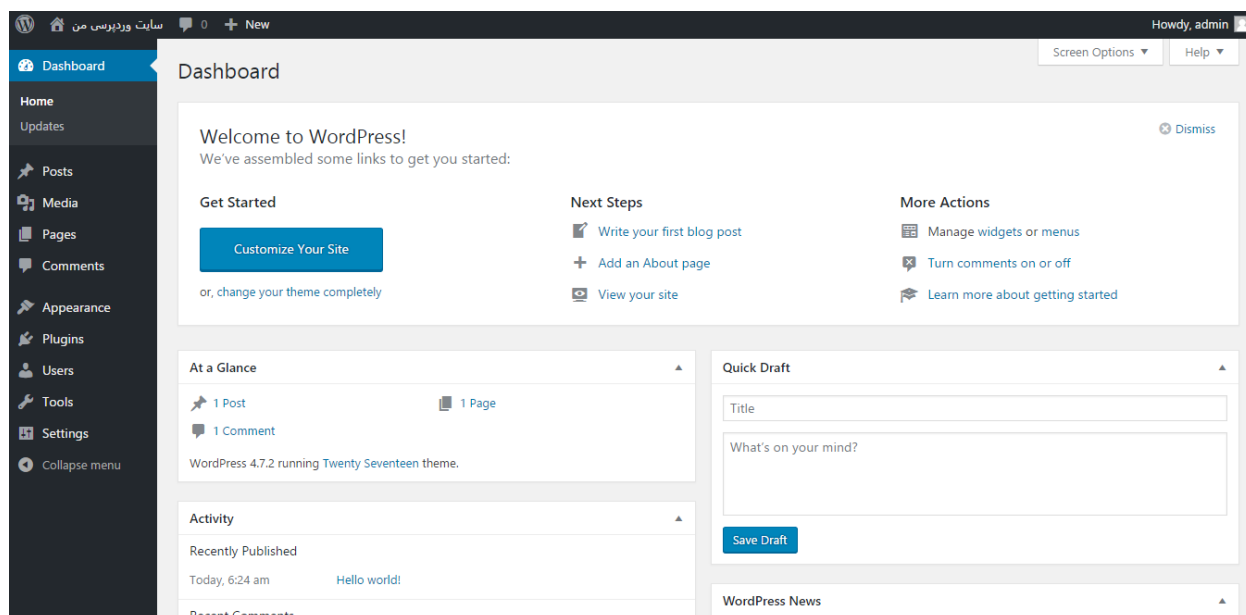 سایت وردپرسی من 0 New Howdy, admin
Screen Options Help
Dashboard
Home
Updates
Posts
Media
Pages
Comments
Appearance
Plugins
Users
Tools
Settings
Collapse menu
Dashboard
Welcome to WordPress!
Dismiss
We've assembled some links to get you started:
Get Started
Customize Your Site
or, change your theme completely
Next Steps
Write your first blog post
Add an About page
View your site
More Actions
Manage widgets or menus
Turn comments on or off
Learn more about getting started
At a Glance
1 Post 1 Page
1 Comment
WordPress 4.7.2 running Twenty Seventeen theme.
Activity
Recently Published
Today, 6:24 am Hello world!
Recent Comments
Quick Draft
Title
What's on your mind?
Save Draft
WordPress News